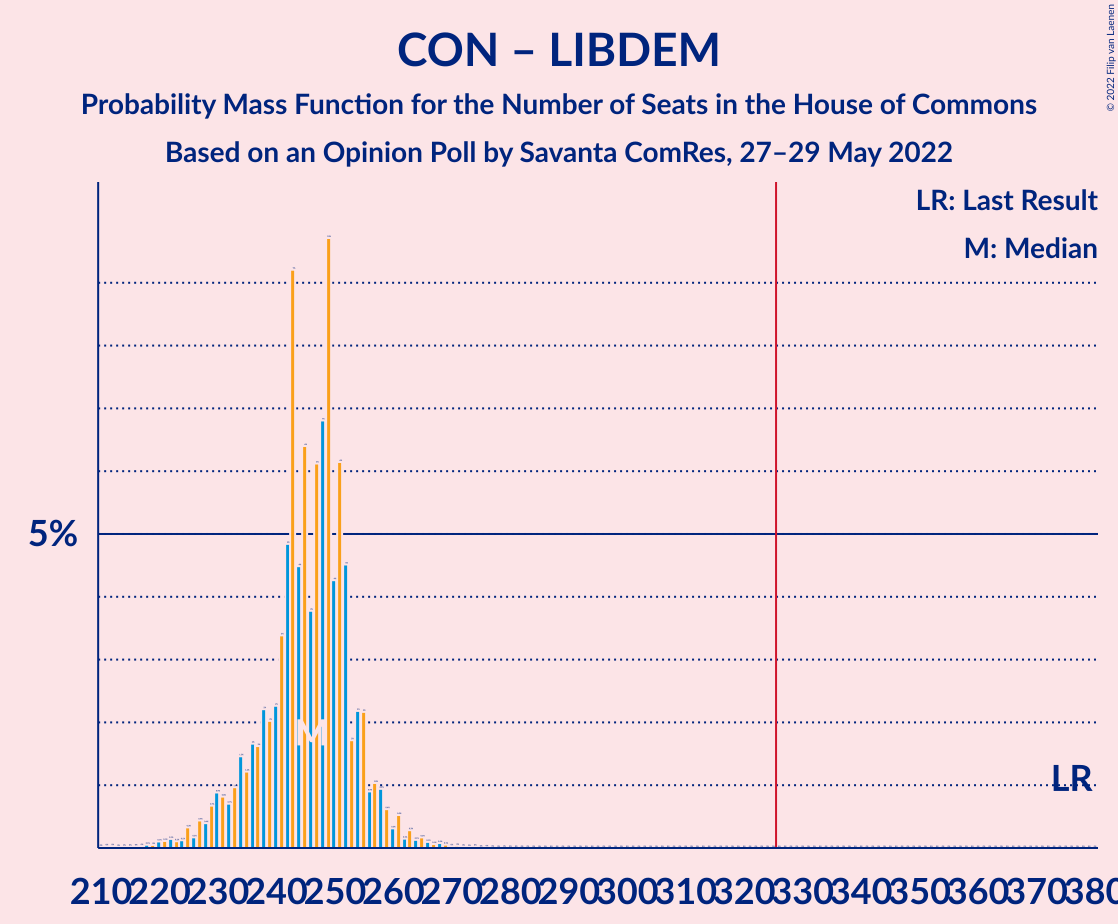 CON – LIBDEM
Probability Mass Function for the Number of Seats in the House of Commons
Based on an Opinion Poll by Savanta ComRes, 27–29 May 2022
© 2022 Filip van Laenen
LR: Last Result
M: Median
5%
M
LR
210 220 230 240 250 260 270 280 290 300 310 320 330 340 350 360 370 380